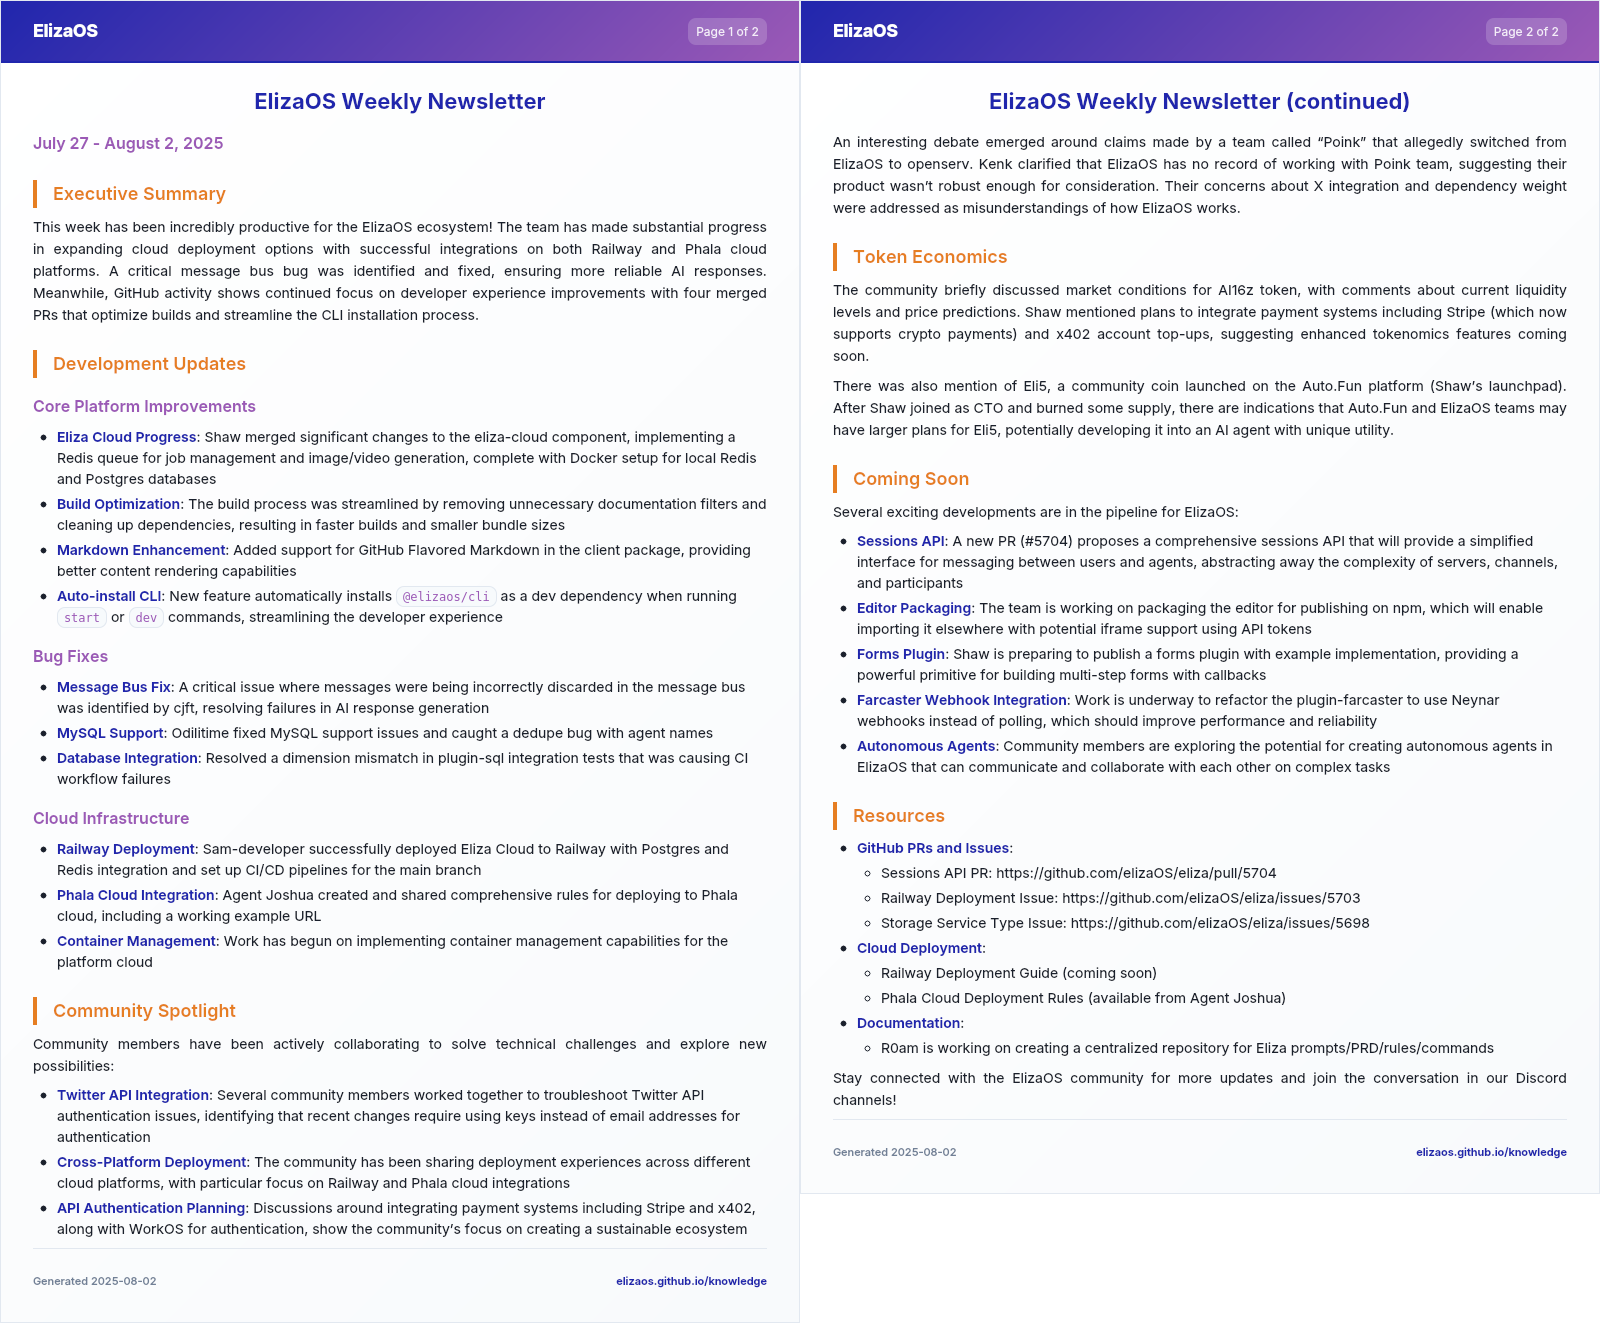 ElizaOS
Page 1 of 2
ElizaOS Weekly Newsletter
July 27 - August 2, 2025
Executive Summary
This week has been incredibly productive for the ElizaOS ecosystem! The team has made substantial progress
in expanding cloud deployment options with successful integrations on both Railway and Phala cloud
platforms. A critical message bus bug was identified and fixed, ensuring more reliable AI responses.
Meanwhile, GitHub activity shows continued focus on developer experience improvements with four merged
PRs that optimize builds and streamline the CLI installation process.
Development Updates
Core Platform Improvements
• Eliza Cloud Progress: Shaw merged significant changes to the eliza-cloud component, implementing a
Redis queue for job management and image/video generation, complete with Docker setup for local Redis
and Postgres databases
• Build Optimization: The build process was streamlined by removing unnecessary documentation filters and
cleaning up dependencies, resulting in faster builds and smaller bundle sizes
• Markdown Enhancement: Added support for GitHub Flavored Markdown in the client package, providing
better content rendering capabilities
• Auto-install CLI: New feature automatically installs @elizaos/cli as a dev dependency when running
start or dev commands, streamlining the developer experience
Bug Fixes
• Message Bus Fix: A critical issue where messages were being incorrectly discarded in the message bus
was identified by cjft, resolving failures in AI response generation
• MySQL Support: Odilitime fixed MySQL support issues and caught a dedupe bug with agent names
• Database Integration: Resolved a dimension mismatch in plugin-sql integration tests that was causing CI
workflow failures
Cloud Infrastructure
• Railway Deployment: Sam-developer successfully deployed Eliza Cloud to Railway with Postgres and
Redis integration and set up CI/CD pipelines for the main branch
• Phala Cloud Integration: Agent Joshua created and shared comprehensive rules for deploying to Phala
cloud, including a working example URL
• Container Management: Work has begun on implementing container management capabilities for the
platform cloud
Community Spotlight
Community members have been actively collaborating to solve technical challenges and explore new
possibilities:
• Twitter API Integration: Several community members worked together to troubleshoot Twitter API
authentication issues, identifying that recent changes require using keys instead of email addresses for
authentication
• Cross-Platform Deployment: The community has been sharing deployment experiences across different
cloud platforms, with particular focus on Railway and Phala cloud integrations
• API Authentication Planning: Discussions around integrating payment systems including Stripe and x402,
along with WorkOS for authentication, show the community’s focus on creating a sustainable ecosystem
Generated 2025-08-02
elizaos.github.io/knowledge
ElizaOS
Page 2 of 2
ElizaOS Weekly Newsletter (continued)
An interesting debate emerged around claims made by a team called “Poink” that allegedly switched from
ElizaOS to openserv. Kenk clarified that ElizaOS has no record of working with Poink team, suggesting their
product wasn’t robust enough for consideration. Their concerns about X integration and dependency weight
were addressed as misunderstandings of how ElizaOS works.
Token Economics
The community briefly discussed market conditions for AI16z token, with comments about current liquidity
levels and price predictions. Shaw mentioned plans to integrate payment systems including Stripe (which now
supports crypto payments) and x402 account top-ups, suggesting enhanced tokenomics features coming
soon.
There was also mention of Eli5, a community coin launched on the Auto.Fun platform (Shaw’s launchpad).
After Shaw joined as CTO and burned some supply, there are indications that Auto.Fun and ElizaOS teams may
have larger plans for Eli5, potentially developing it into an AI agent with unique utility.
Coming Soon
Several exciting developments are in the pipeline for ElizaOS:
• Sessions API: A new PR (#5704) proposes a comprehensive sessions API that will provide a simplified
interface for messaging between users and agents, abstracting away the complexity of servers, channels,
and participants
• Editor Packaging: The team is working on packaging the editor for publishing on npm, which will enable
importing it elsewhere with potential iframe support using API tokens
• Forms Plugin: Shaw is preparing to publish a forms plugin with example implementation, providing a
powerful primitive for building multi-step forms with callbacks
• Farcaster Webhook Integration: Work is underway to refactor the plugin-farcaster to use Neynar
webhooks instead of polling, which should improve performance and reliability
• Autonomous Agents: Community members are exploring the potential for creating autonomous agents in
ElizaOS that can communicate and collaborate with each other on complex tasks
Resources
• GitHub PRs and Issues:
◦ Sessions API PR: https://github.com/elizaOS/eliza/pull/5704
◦ Railway Deployment Issue: https://github.com/elizaOS/eliza/issues/5703
◦ Storage Service Type Issue: https://github.com/elizaOS/eliza/issues/5698
• Cloud Deployment:
◦ Railway Deployment Guide (coming soon)
◦ Phala Cloud Deployment Rules (available from Agent Joshua)
• Documentation:
◦ R0am is working on creating a centralized repository for Eliza prompts/PRD/rules/commands
Stay connected with the ElizaOS community for more updates and join the conversation in our Discord
channels!
Generated 2025-08-02
elizaos.github.io/knowledge